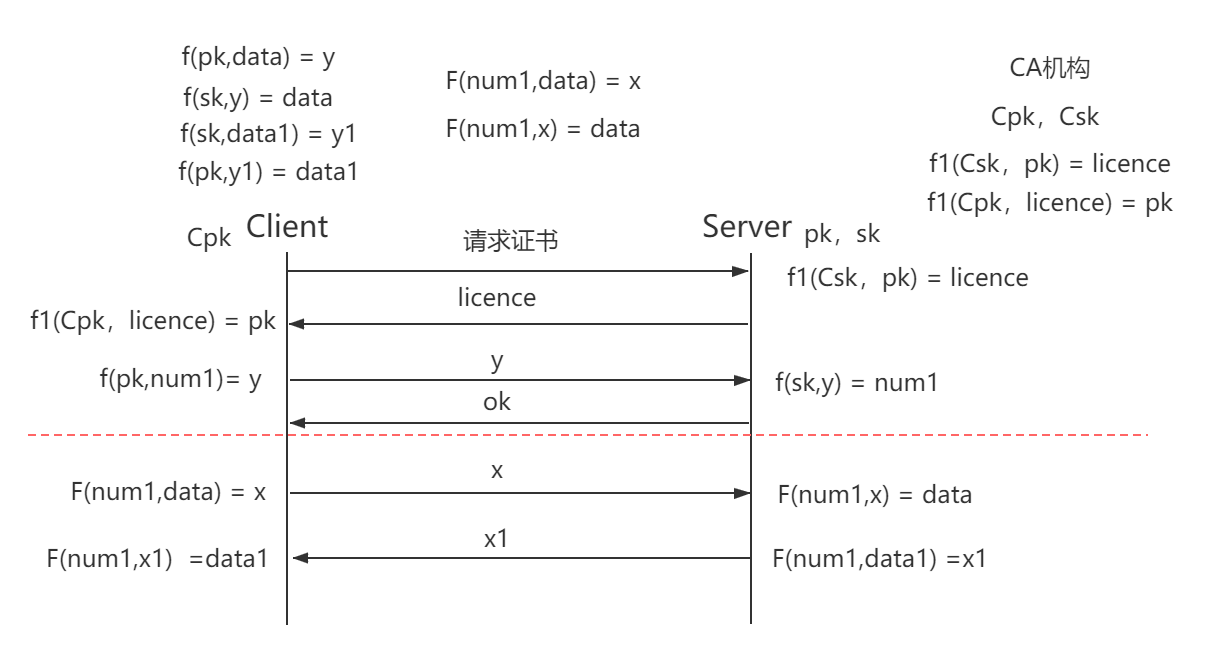 f(pk,data) = y
f(sk,y) = data
f(sk,data1) = y1
f(pk,y1) = data1
F(num1,data) = x
F(num1,x) = data
CA机构
Cpk，Csk
f1(Csk，pk) = licence
f1(Cpk，licence) = pk
Cpk
Client
请求证书
Server
pk，sk
f1(Csk，pk) = licence
licence
f1(Cpk，licence) = pk
y
f(pk,num1)= y
f(sk,y) = num1
ok
x
F(num1,data) = x
F(num1,x) = data
x1
F(num1,x1)  =data1
F(num1,data1) =x1